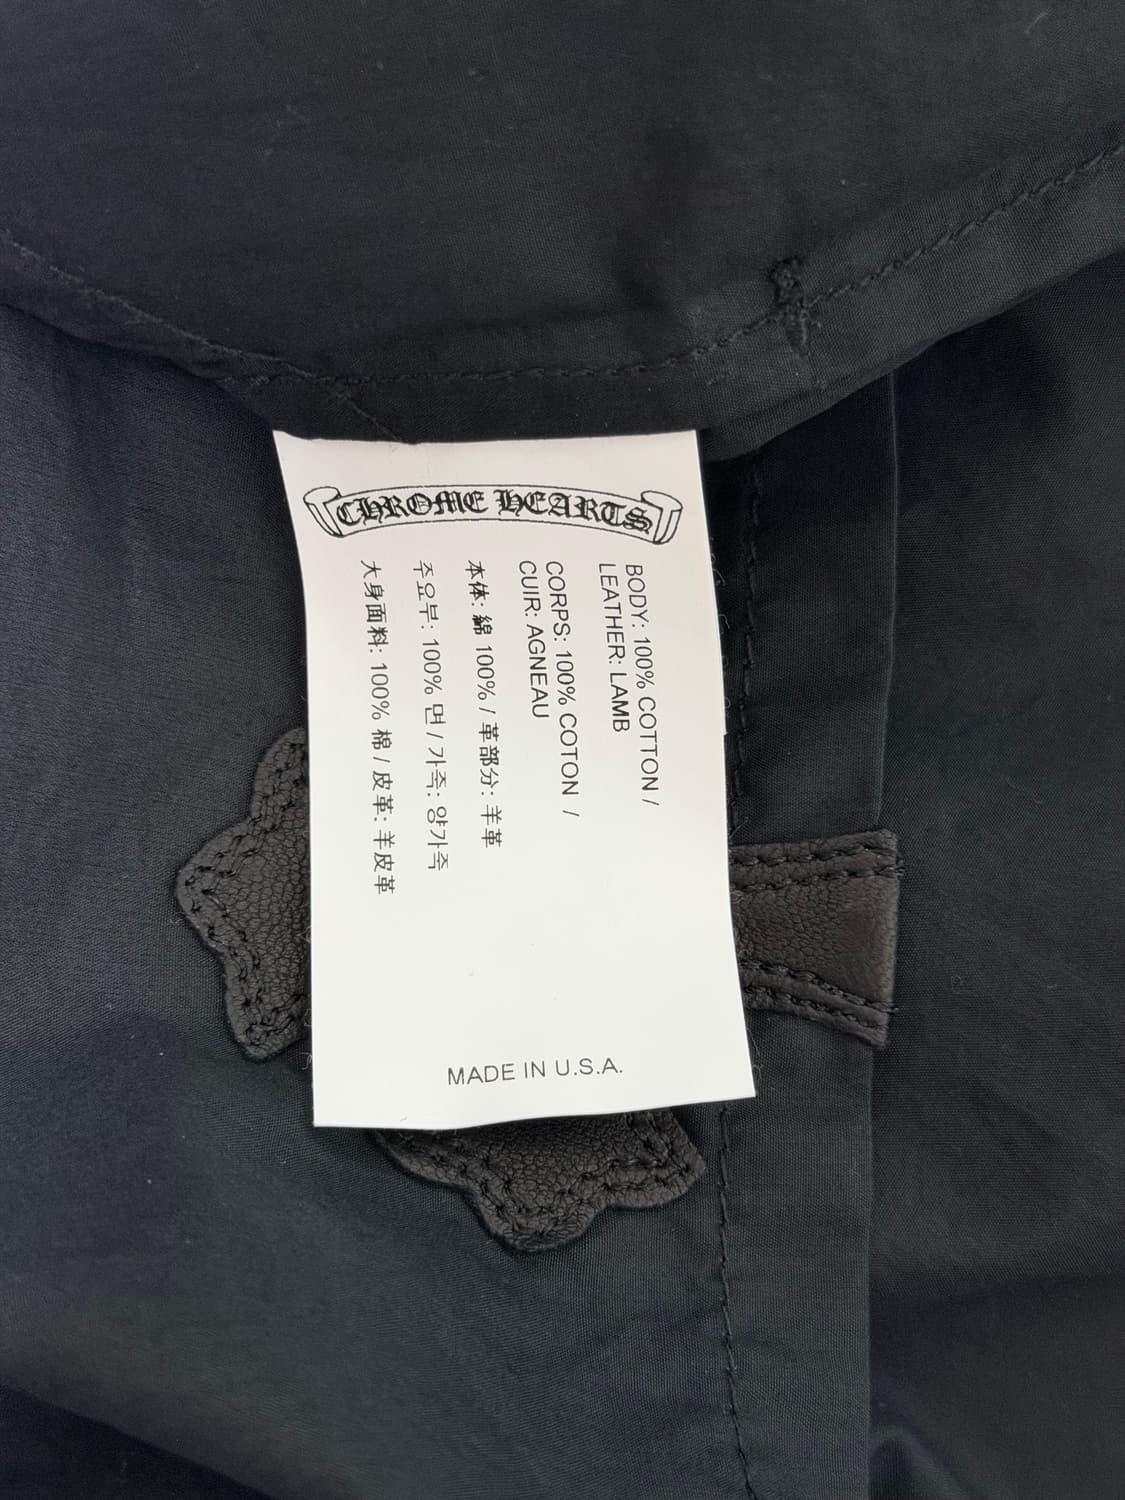 CHROME HEARTS
BODY: 100% COTTON /
LEATHER: LAMB
CORPS: 100% COTON /
CUIR: AGNEAU
本体: 綿 100% / 革部分: 羊革
주요부: 100% 면 / 가죽: 양가죽
大身面料: 100% 棉 / 皮革: 羊皮革
MADE IN U.S.A.